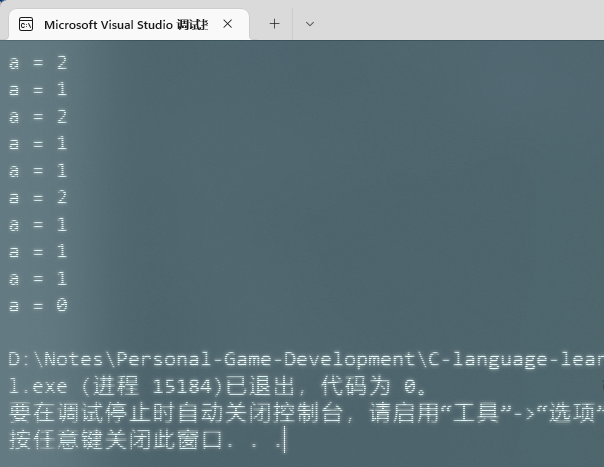 Microsoft Visual Studio 调试
a = 2
a = 1
a = 2
a = 1
a = 1
a = 2
a = 1
a = 1
a = 1
a = 0
D:\Notes\Personal-Game-Development\C-language-lear
l.exe (进程 15184)已退出，代码为 0。
要在调试停止时自动关闭控制台，请启用“工具”->“选项”
按任意键关闭此窗口. . .